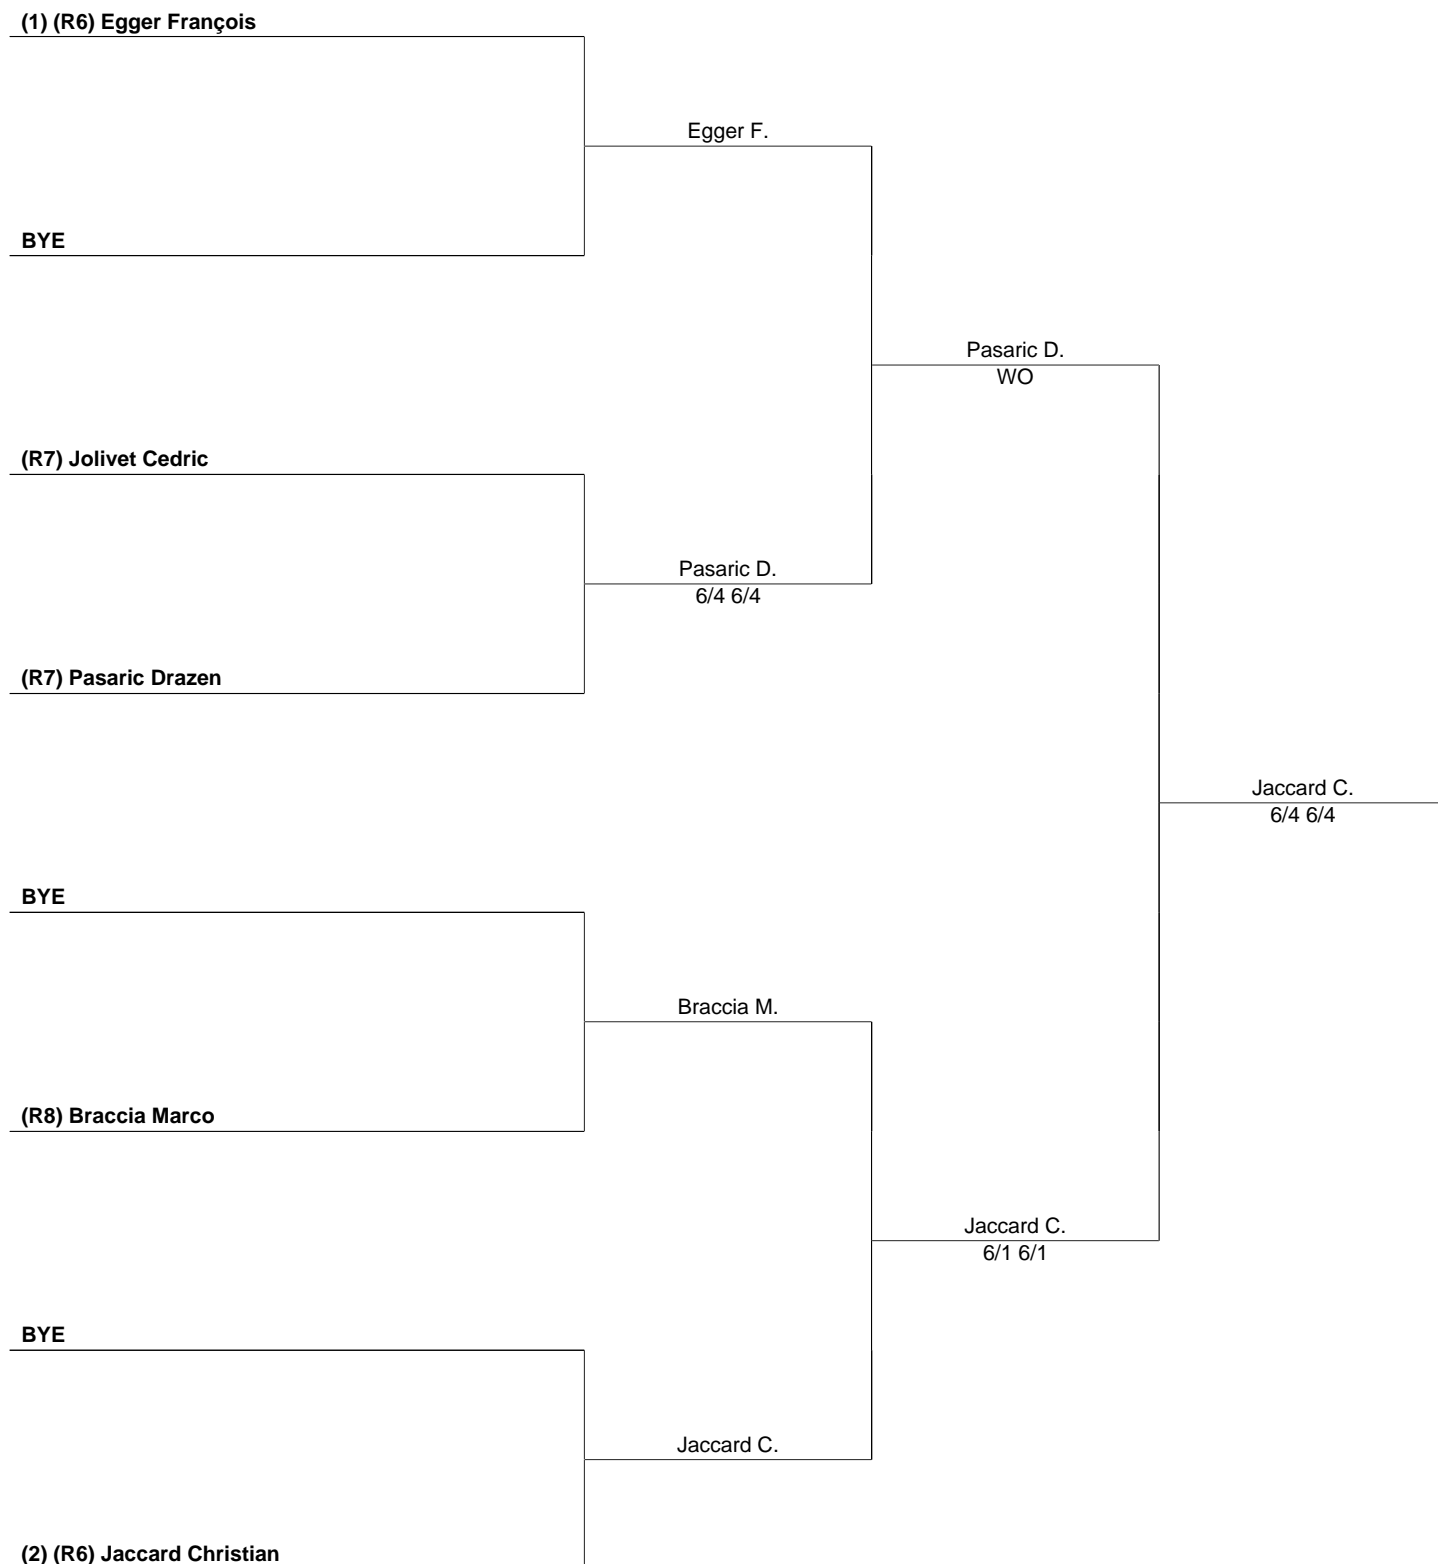 (1) (R6) Egger François
Egger F.
BYE
Pasaric D.
WO
(R7) Jolivet Cedric
Pasaric D.
6/4 6/4
(R7) Pasaric Drazen
Jaccard C.
6/4 6/4
BYE
Braccia M.
(R8) Braccia Marco
Jaccard C.
6/1 6/1
BYE
Jaccard C.
(2) (R6) Jaccard Christian